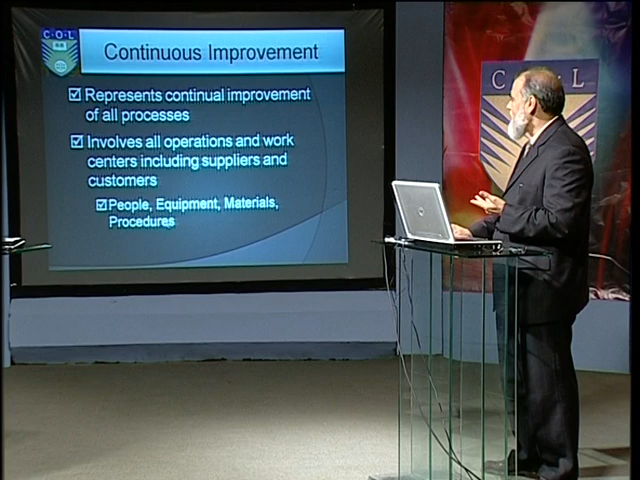 C·O·L
Continuous Improvement
Represents continual improvement
of all processes
Involves all operations and work
centers including suppliers and
customers
People, Equipment, Materials,
Procedures
C O L